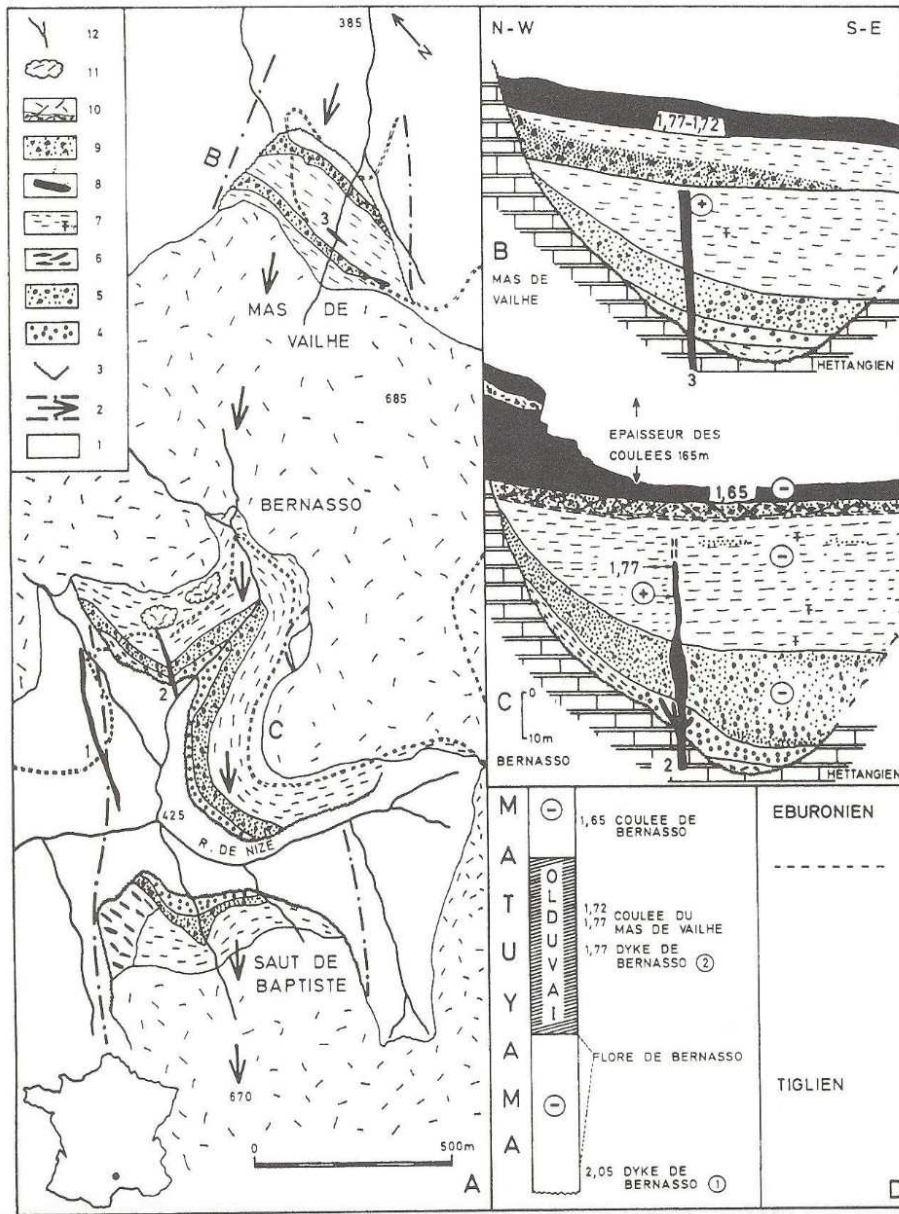 12
11
10
9
8
7
6
5
4
3
2
1
385
N
B
3
MAS DE
VAILHE
685
BERNASSO
2
1
C
425
R. DE NIZE
SAUT DE
BAPTISTE
670
0 500m
A
N-W S-E
1,77-1,72
+
B
MAS DE
VAILHE
HETTANGIEN
3
EPAISSEUR DES
COULEES 165m
1,65 −
−
1,77
+
C
0
10m
−
BERNASSO
2
HETTANGIEN
MATUYAMA
−
1,65 COULEE DE
BERNASSO
EBURONIEN
OLDUVAI
1,72
1,77 COULEE DU
MAS DE VAILHE
1,77 DYKE DE
BERNASSO 2
FLORE DE BERNASSO
−
TIGLIEN
2,05 DYKE DE
BERNASSO 1
D